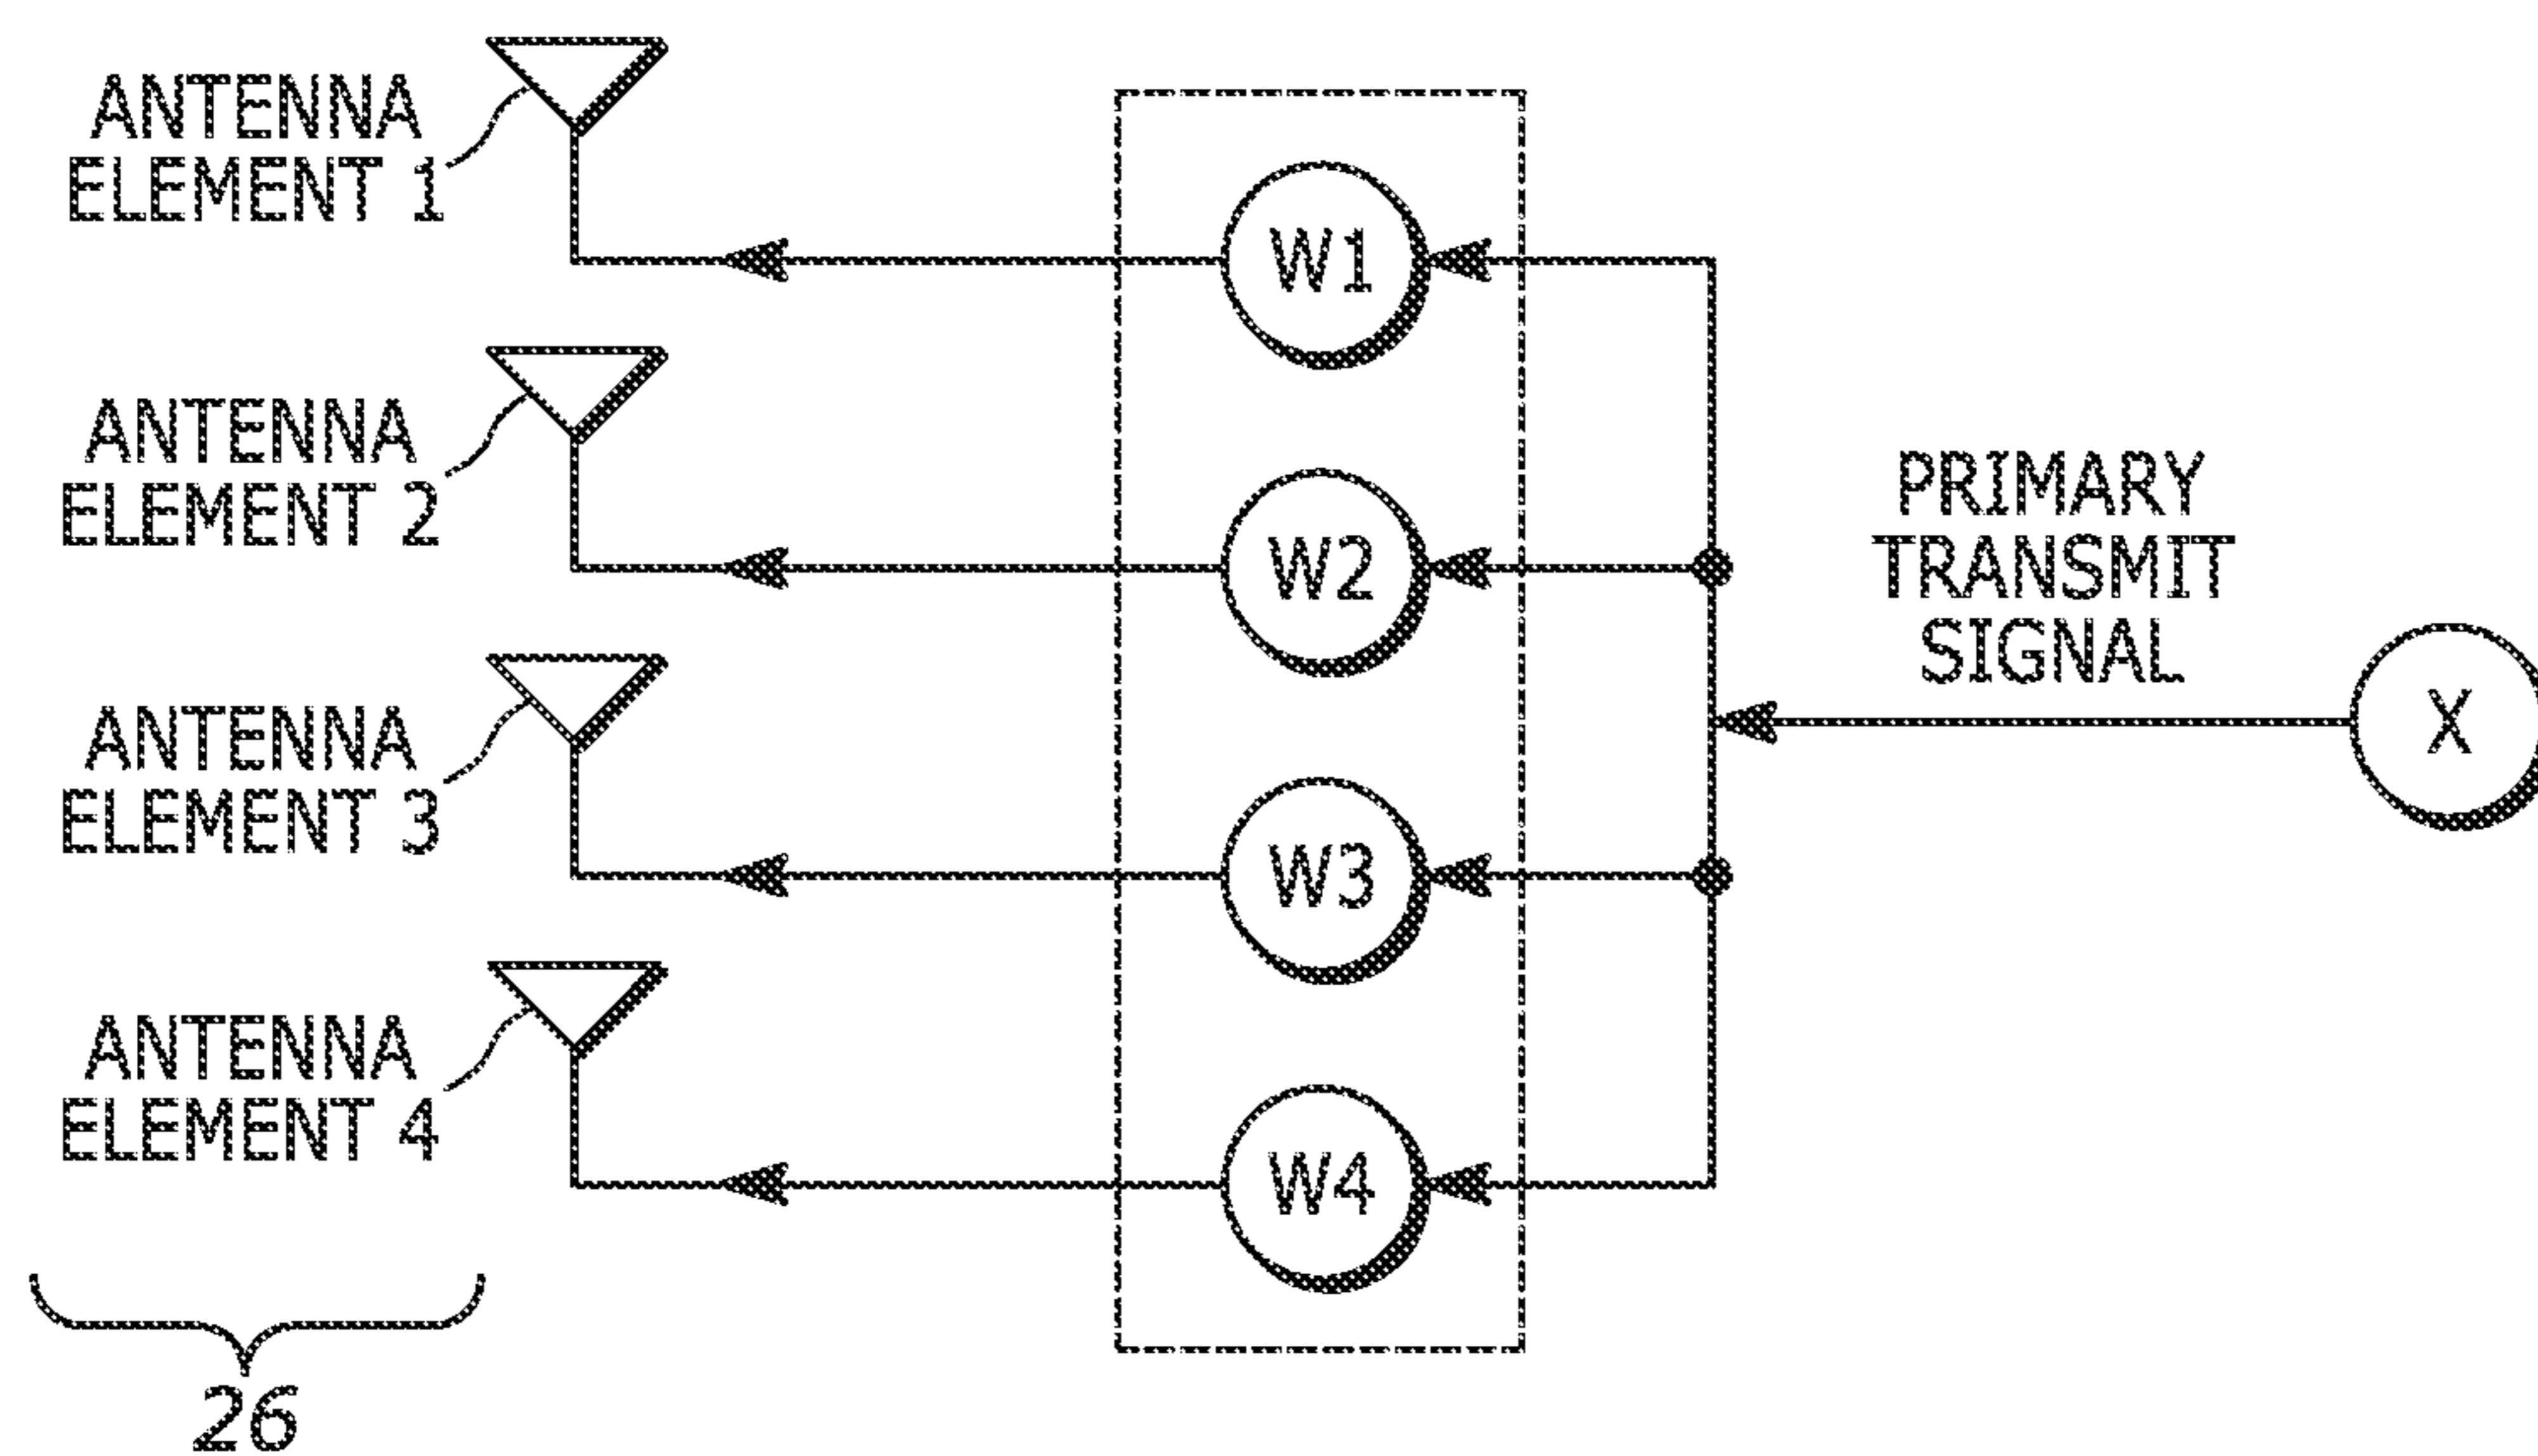 ANTENNA
ELEMENT 1
W1
ANTENNA
ELEMENT 2
W2
PRIMARY
TRANSMIT
SIGNAL
X
ANTENNA
ELEMENT 3
W3
ANTENNA
ELEMENT 4
W4
26